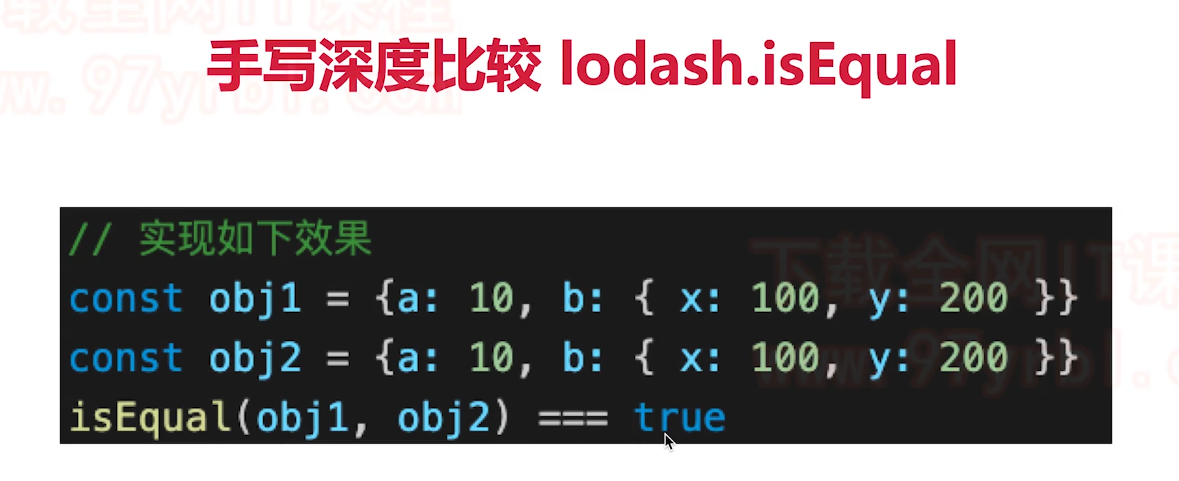 下载全网IT课程
www.97yrbl.com
手写深度比较 lodash.isEqual
// 实现如下效果
const obj1 = {a: 10, b: { x: 100, y: 200 }}
const obj2 = {a: 10, b: { x: 100, y: 200 }}
isEqual(obj1, obj2) === true
下载全网IT课
www.97yrbl.c